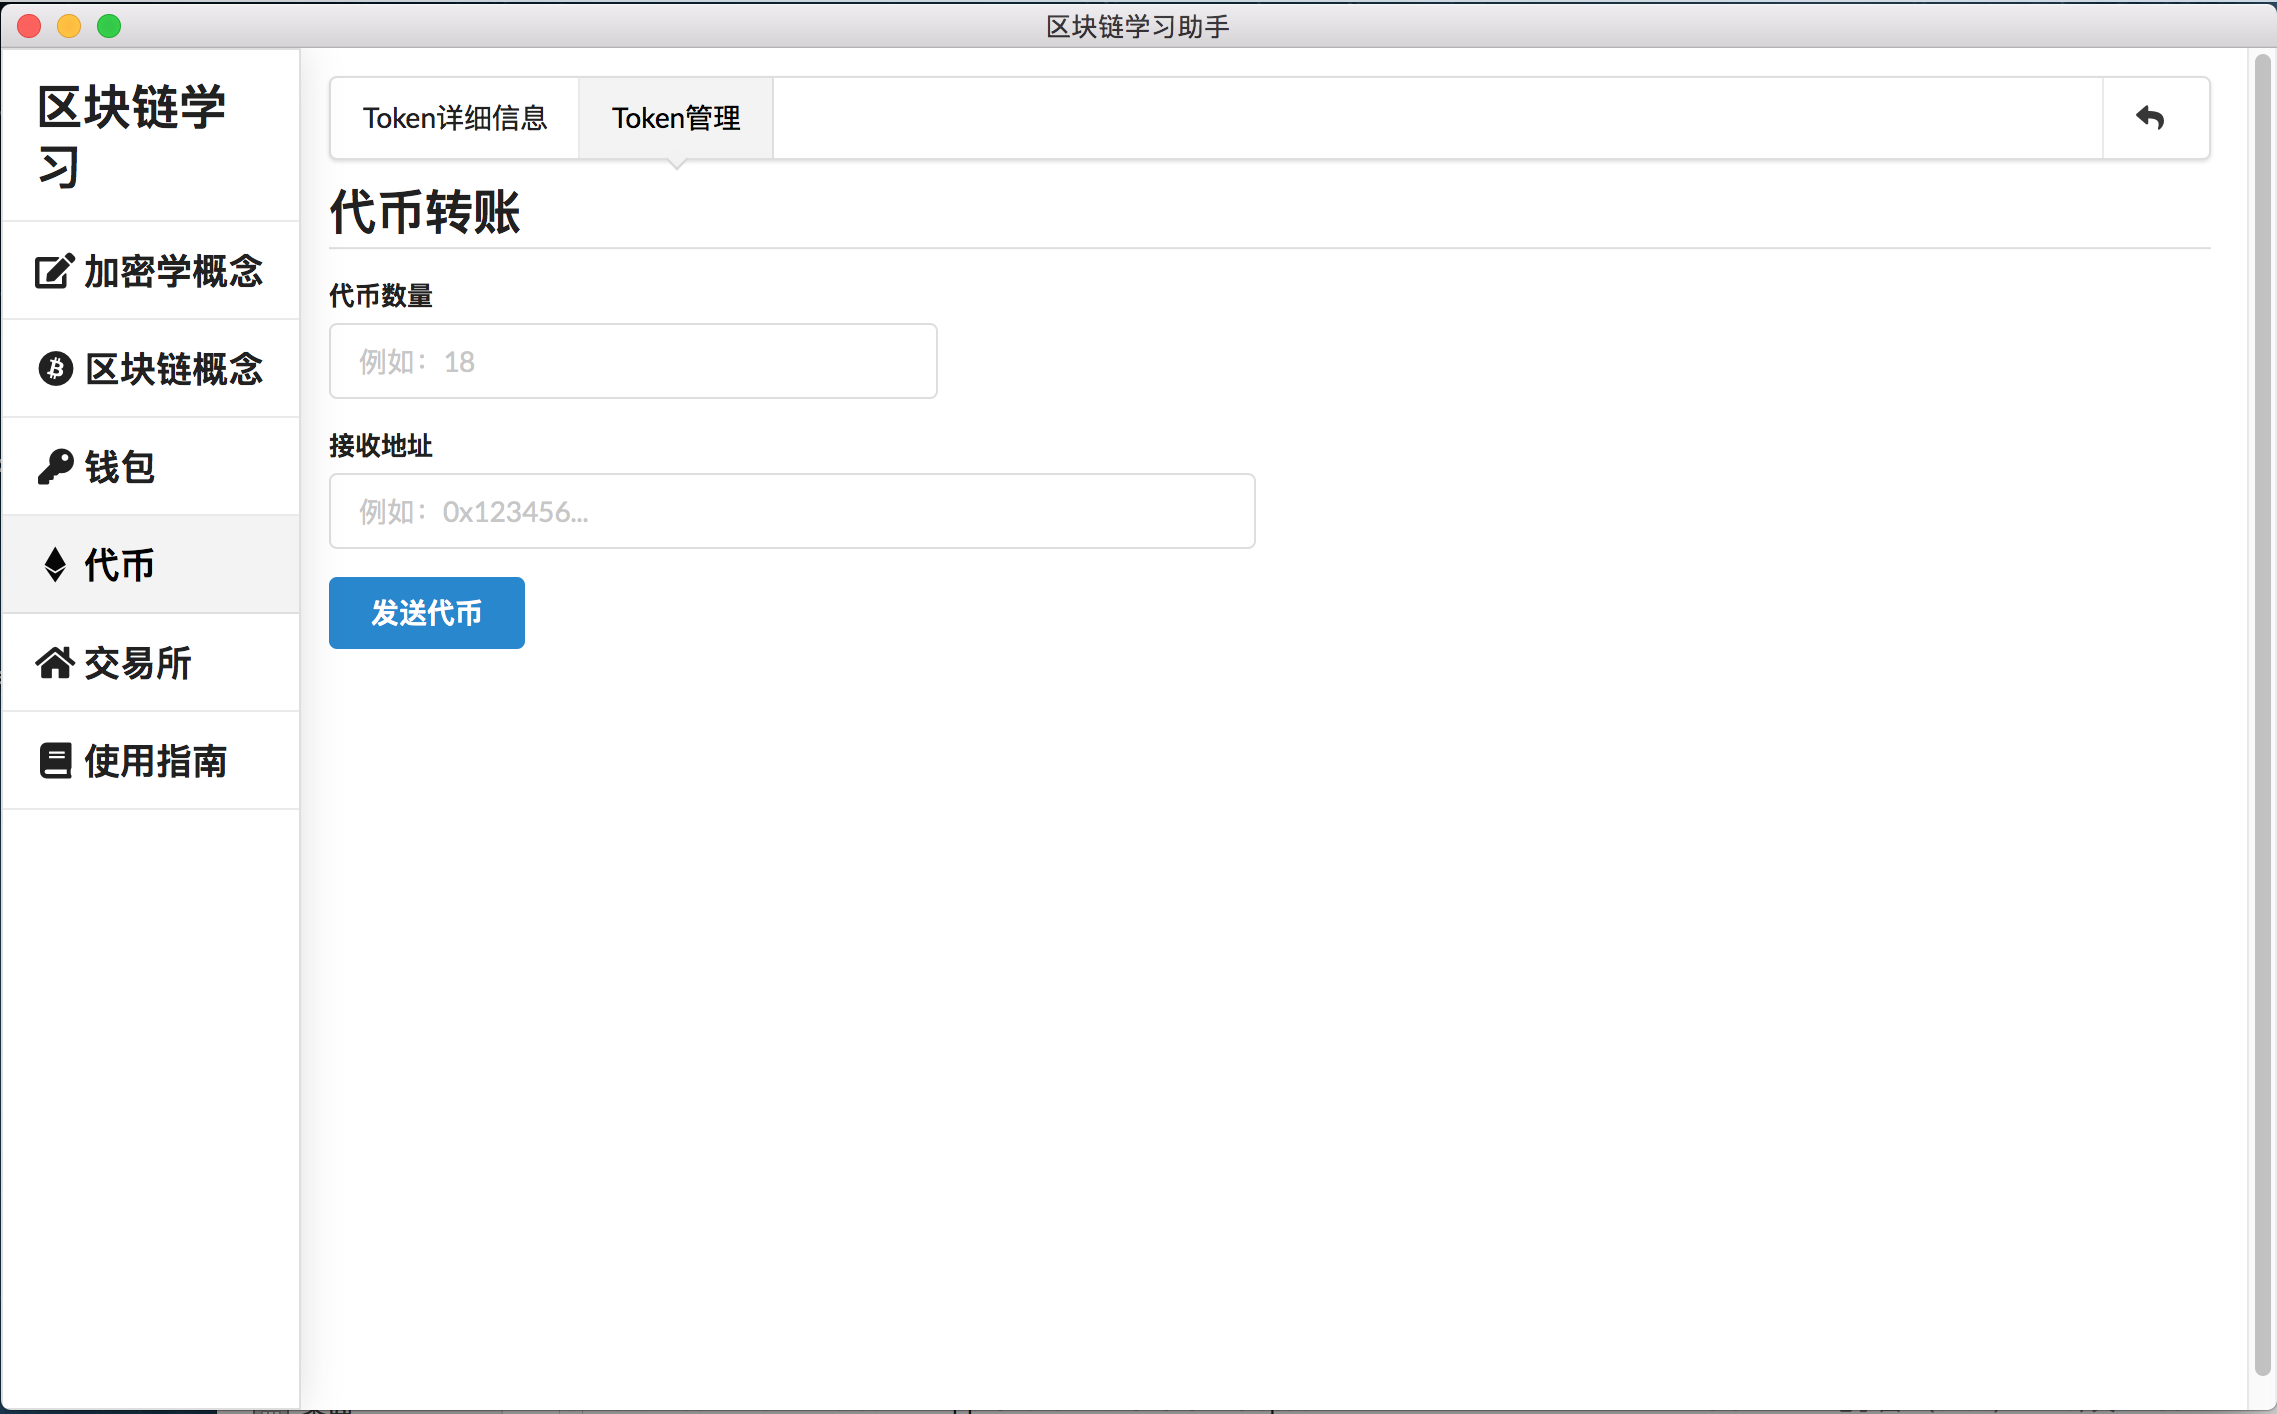 区块链学习助手
区块链学
习
加密学概念
区块链概念
钱包
代币
交易所
使用指南
Token详细信息
Token管理
代币转账
代币数量
例如：18
接收地址
例如：0x123456...
发送代币